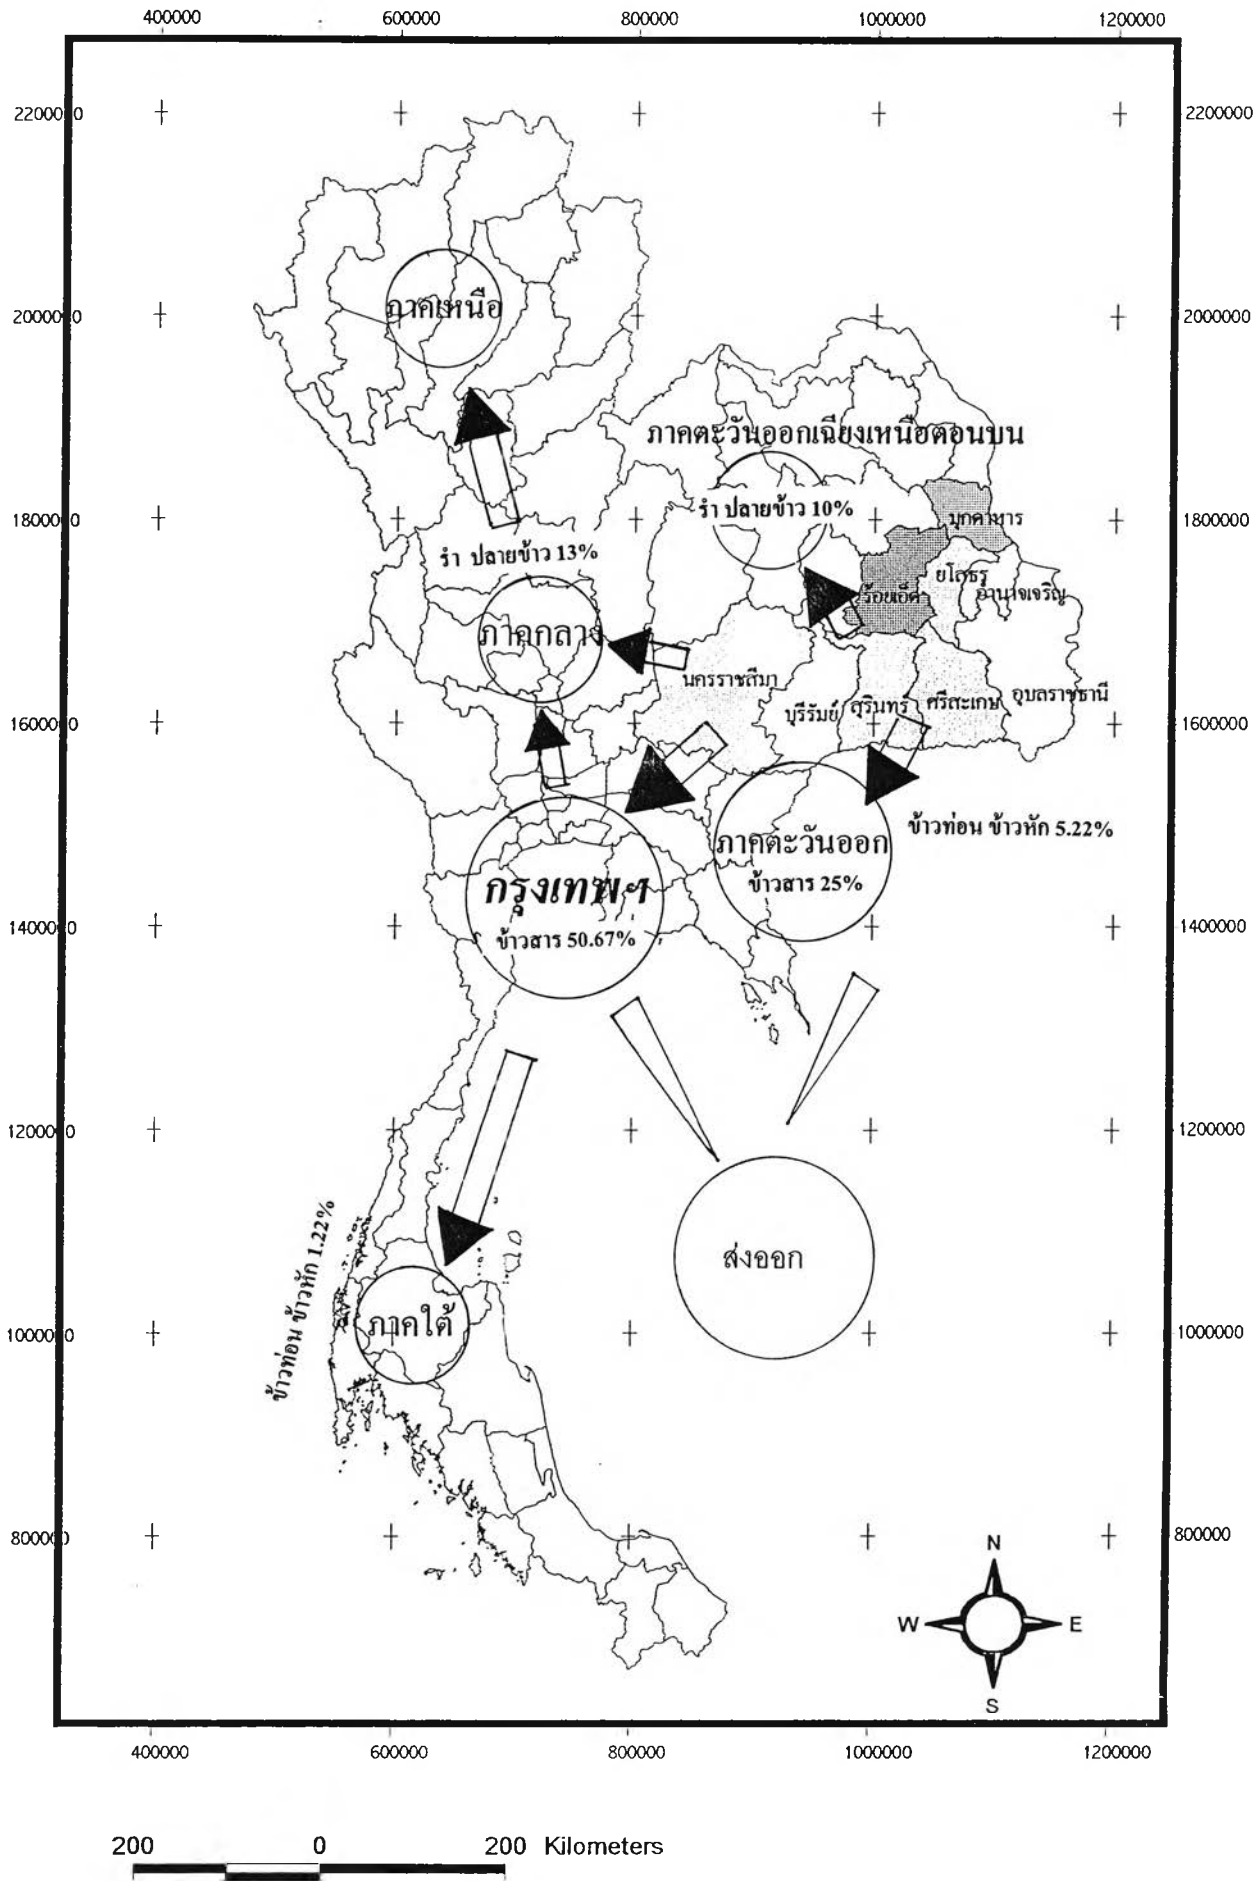 400000 600000 800000 1000000 1200000
2200000 2200000
ภาคเหนือ
2000000 2000000
ภาคตะวันออกเฉียงเหนือตอนบน
รำ ปลายข้าว 10%
1800000 มุกดาหาร 1800000
รำ ปลายข้าว 13%
ยโสธร
ร้อยเอ็ด อำนาจเจริญ
ภาคกลาง
นครราชสีมา
บุรีรัมย์ สุรินทร์ ศรีสะเกษ อุบลราชธานี
1600000 1600000
ข้าวท่อน ข้าวหัก 5.22%
ภาคตะวันออก
ข้าวสาร 25%
กรุงเทพฯ
ข้าวสาร 50.67%
1400000 1400000
1200000 1200000
ข้าวท่อน ข้าวหัก 1.22%
ส่งออก
ภาคใต้
1000000 1000000
800000 800000
N
W E
S
400000 600000 800000 1000000 1200000
200 0 200 Kilometers